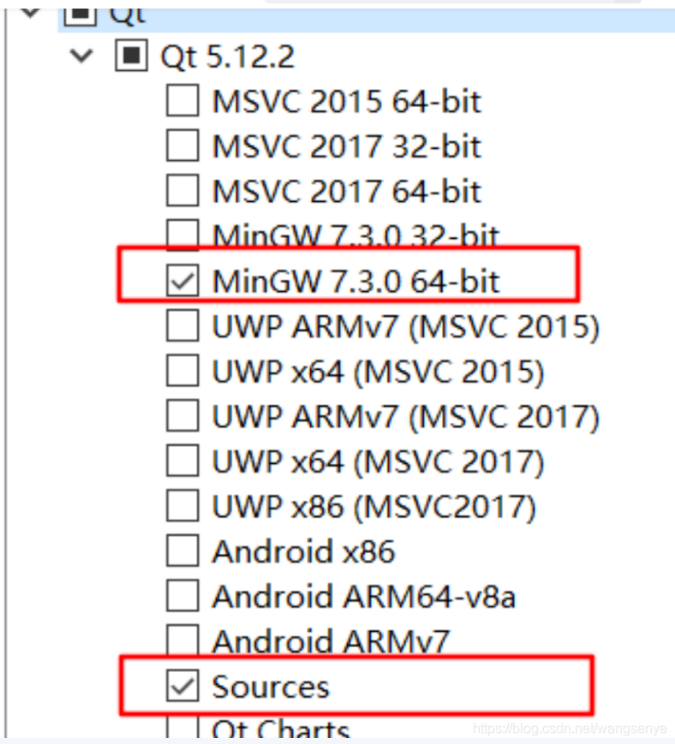 Qt
Qt 5.12.2
MSVC 2015 64-bit
MSVC 2017 32-bit
MSVC 2017 64-bit
MinGW 7.3.0 32-bit
MinGW 7.3.0 64-bit
UWP ARMv7 (MSVC 2015)
UWP x64 (MSVC 2015)
UWP ARMv7 (MSVC 2017)
UWP x64 (MSVC 2017)
UWP x86 (MSVC2017)
Android x86
Android ARM64-v8a
Android ARMv7
Sources
Qt Charts
https://blog.csdn.net/wangsenye